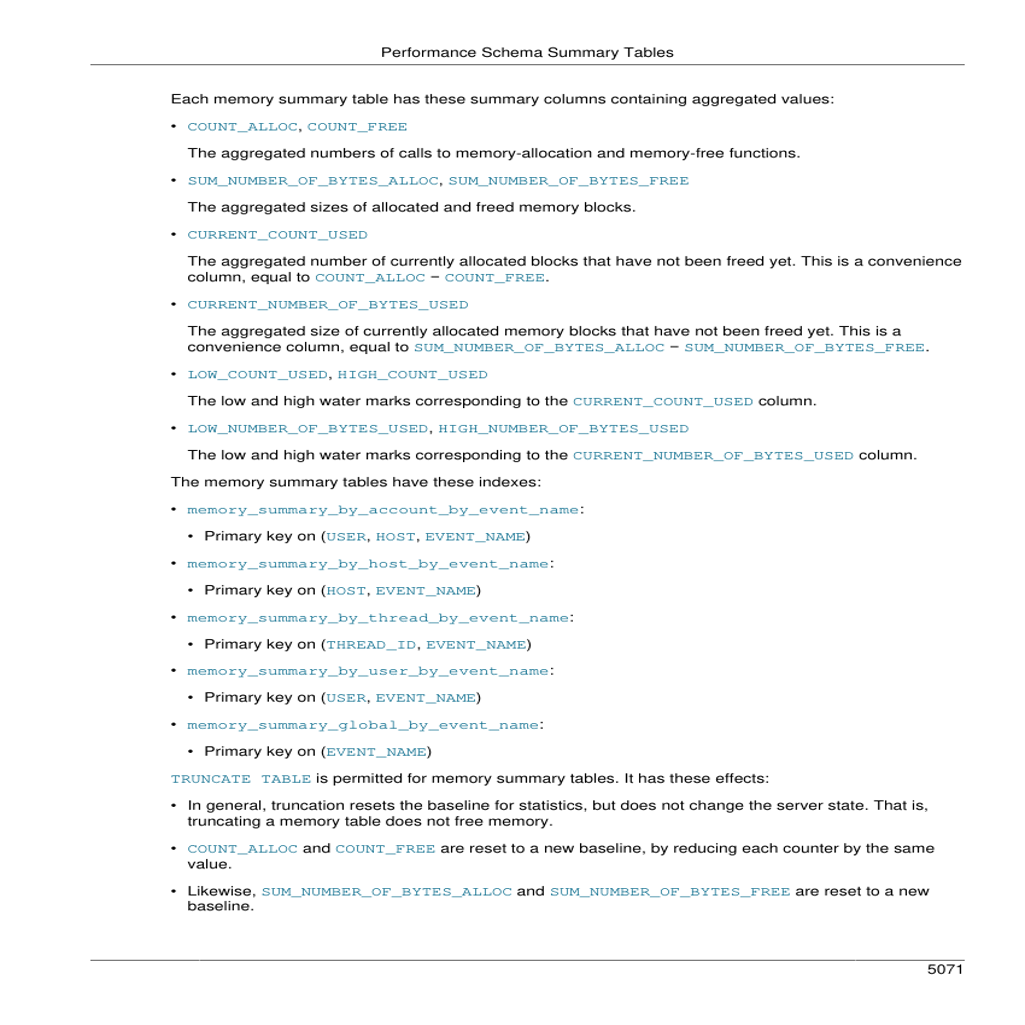 Performance Schema Summary Tables
Each memory summary table has these summary columns containing aggregated values:
• COUNT_ALLOC, COUNT_FREE
The aggregated numbers of calls to memory-allocation and memory-free functions.
• SUM_NUMBER_OF_BYTES_ALLOC, SUM_NUMBER_OF_BYTES_FREE
The aggregated sizes of allocated and freed memory blocks.
• CURRENT_COUNT_USED
The aggregated number of currently allocated blocks that have not been freed yet. This is a convenience
column, equal to COUNT_ALLOC − COUNT_FREE.
• CURRENT_NUMBER_OF_BYTES_USED
The aggregated size of currently allocated memory blocks that have not been freed yet. This is a
convenience column, equal to SUM_NUMBER_OF_BYTES_ALLOC − SUM_NUMBER_OF_BYTES_FREE.
• LOW_COUNT_USED, HIGH_COUNT_USED
The low and high water marks corresponding to the CURRENT_COUNT_USED column.
• LOW_NUMBER_OF_BYTES_USED, HIGH_NUMBER_OF_BYTES_USED
The low and high water marks corresponding to the CURRENT_NUMBER_OF_BYTES_USED column.
The memory summary tables have these indexes:
• memory_summary_by_account_by_event_name:
• Primary key on (USER, HOST, EVENT_NAME)
• memory_summary_by_host_by_event_name:
• Primary key on (HOST, EVENT_NAME)
• memory_summary_by_thread_by_event_name:
• Primary key on (THREAD_ID, EVENT_NAME)
• memory_summary_by_user_by_event_name:
• Primary key on (USER, EVENT_NAME)
• memory_summary_global_by_event_name:
• Primary key on (EVENT_NAME)
TRUNCATE TABLE is permitted for memory summary tables. It has these effects:
• In general, truncation resets the baseline for statistics, but does not change the server state. That is,
truncating a memory table does not free memory.
• COUNT_ALLOC and COUNT_FREE are reset to a new baseline, by reducing each counter by the same
value.
• Likewise, SUM_NUMBER_OF_BYTES_ALLOC and SUM_NUMBER_OF_BYTES_FREE are reset to a new
baseline.
5071